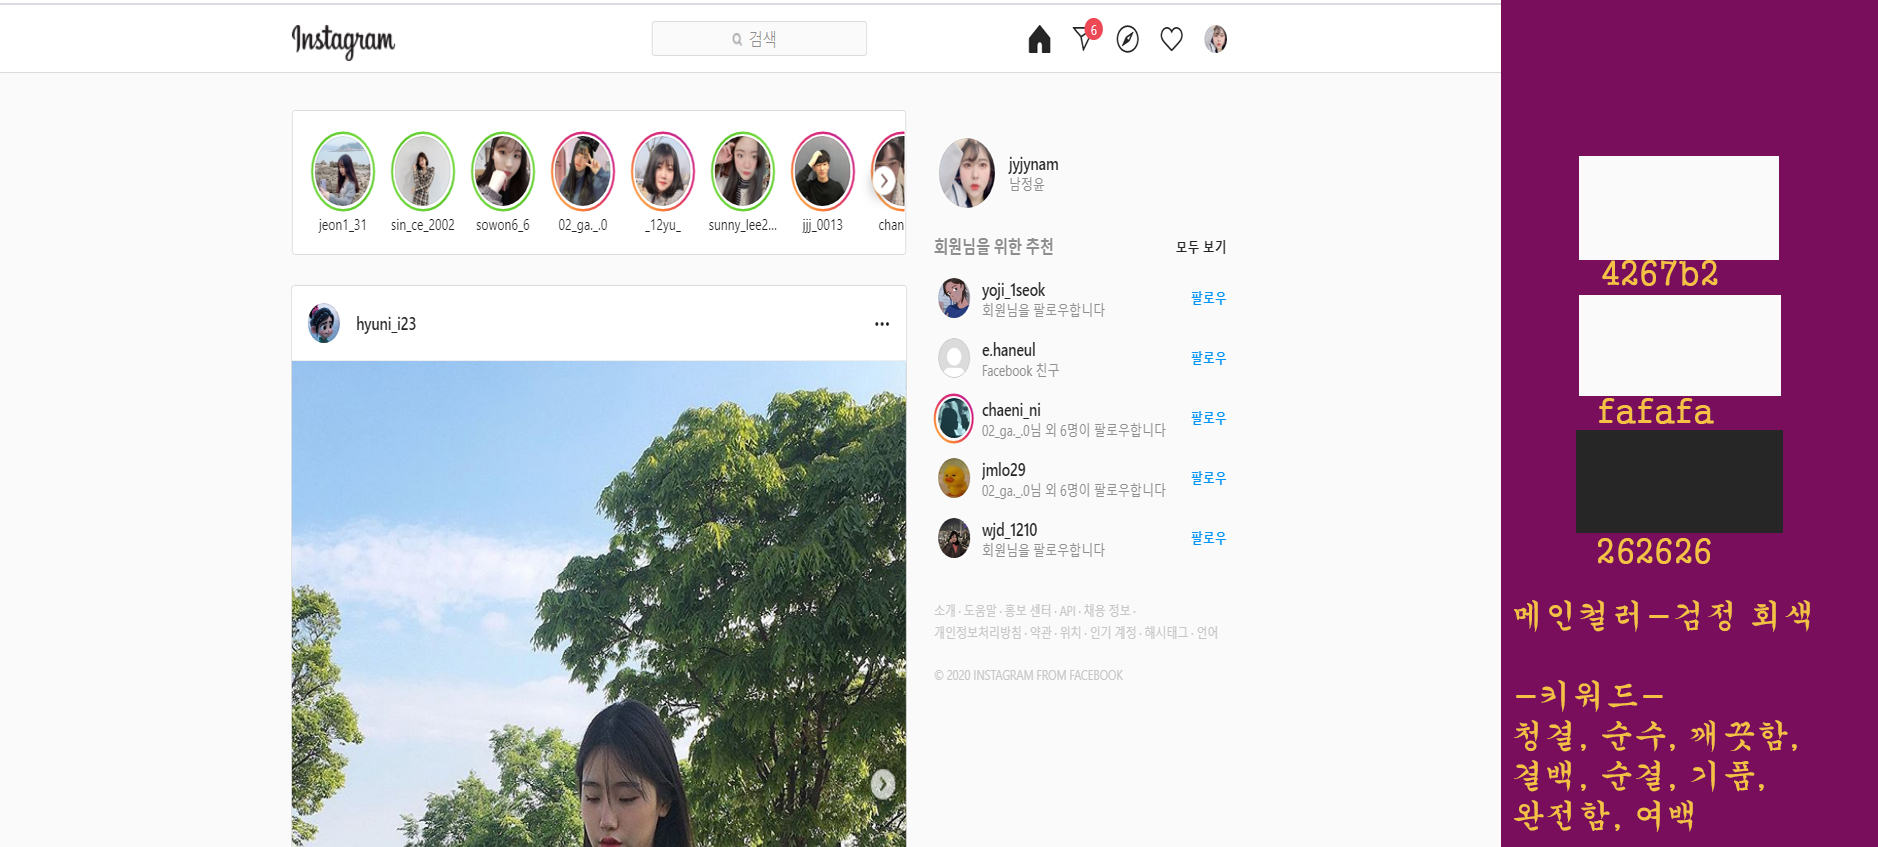 Instagram
검색
6
jeon1_31
sin_ce_2002
sowon6_6
02_ga._.0
_12yu_
sunny_lee2...
jjj_0013
chan
hyuni_i23
jyjynam
남정윤
회원님을 위한 추천 모두 보기
yoji_1seok
회원님을 팔로우합니다
팔로우
e.haneul
Facebook 친구
팔로우
chaeni_ni
02_ga._.0님 외 6명이 팔로우합니다
팔로우
jmlo29
02_ga._.0님 외 6명이 팔로우합니다
팔로우
wjd_1210
회원님을 팔로우합니다
팔로우
소개 · 도움말 · 홍보 센터 · API · 채용 정보 ·
개인정보처리방침 · 약관 · 위치 · 인기 계정 · 해시태그 · 언어
© 2020 INSTAGRAM FROM FACEBOOK
4267b2
fafafa
262626
메인컬러-검정 회색
-키워드-
청결, 순수, 깨끗함,
결백, 순결, 기품,
완전함, 여백